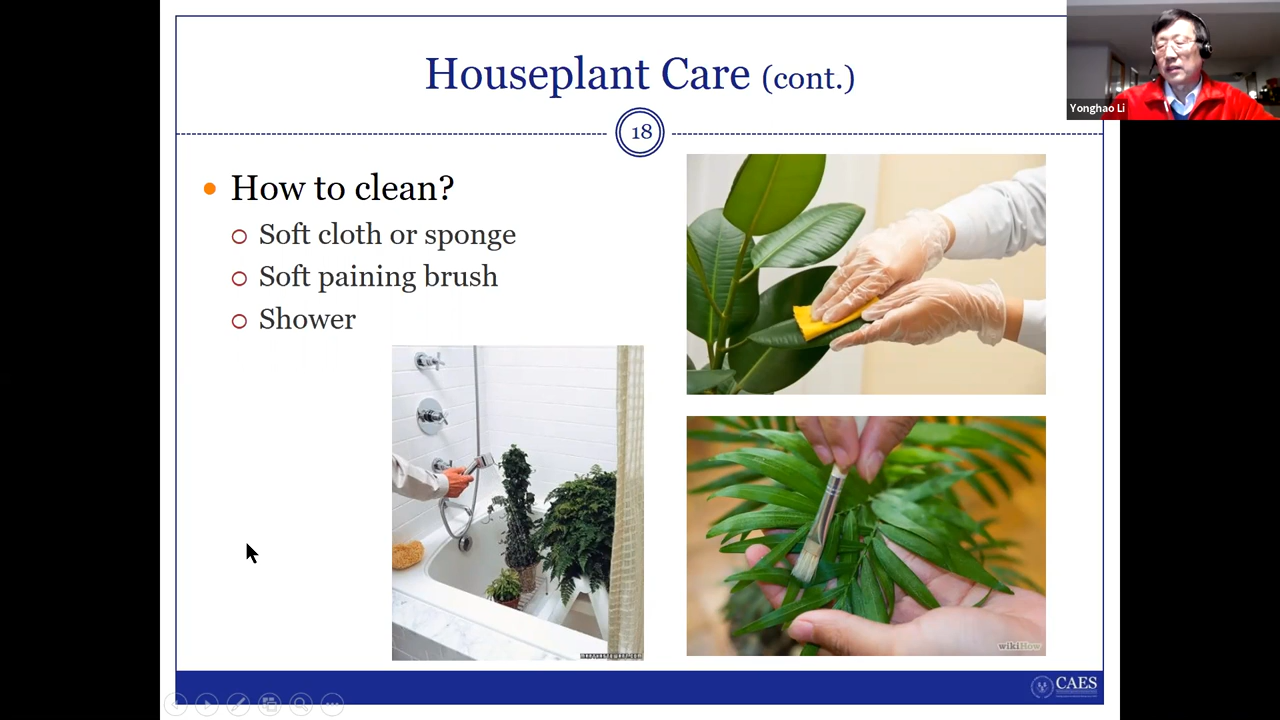 Houseplant Care (cont.)
Yonghao Li
18
How to clean?
Soft cloth or sponge
Soft paining brush
Shower
wikiHow
CAES